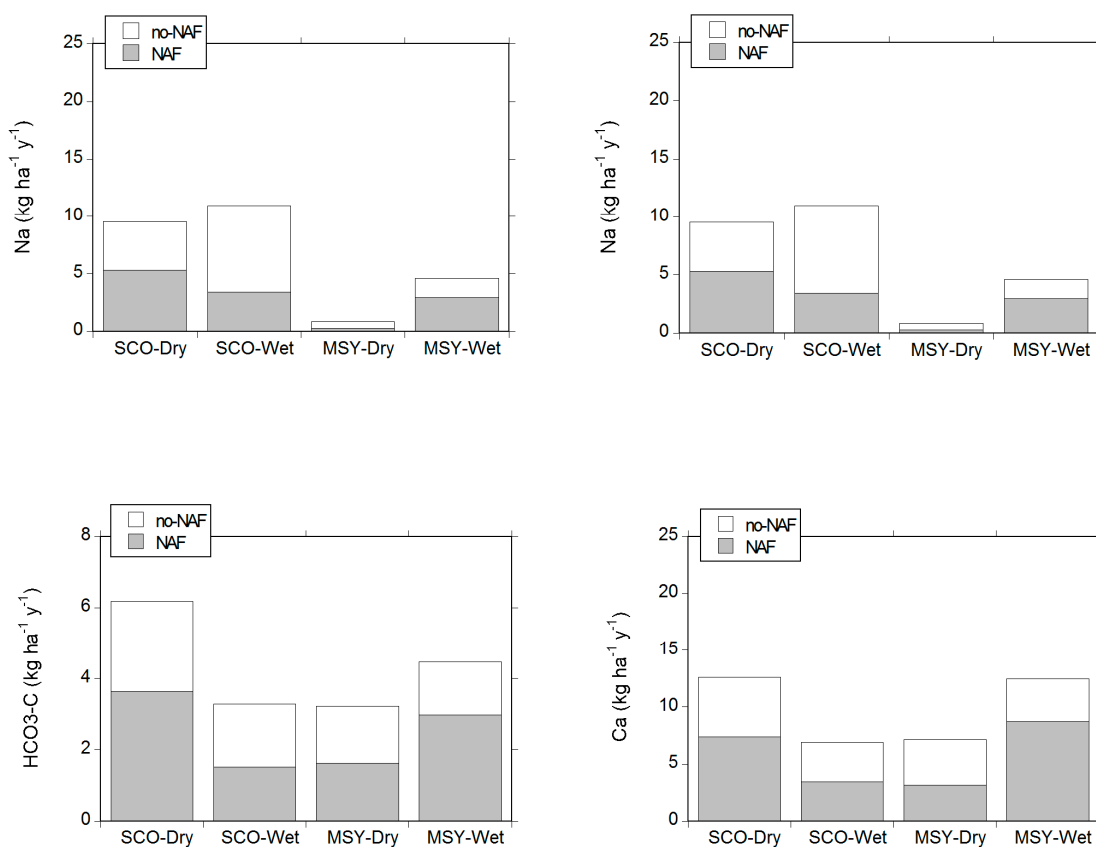 no-NAF
NAF
25
20
15
10
5
0
Na (kg ha⁻¹ y⁻¹)
SCO-Dry SCO-Wet MSY-Dry MSY-Wet
no-NAF
NAF
25
20
15
10
5
0
Na (kg ha⁻¹ y⁻¹)
SCO-Dry SCO-Wet MSY-Dry MSY-Wet
no-NAF
NAF
8
6
4
2
0
HCO3-C (kg ha⁻¹ y⁻¹)
SCO-Dry SCO-Wet MSY-Dry MSY-Wet
no-NAF
NAF
25
20
15
10
5
0
Ca (kg ha⁻¹ y⁻¹)
SCO-Dry SCO-Wet MSY-Dry MSY-Wet